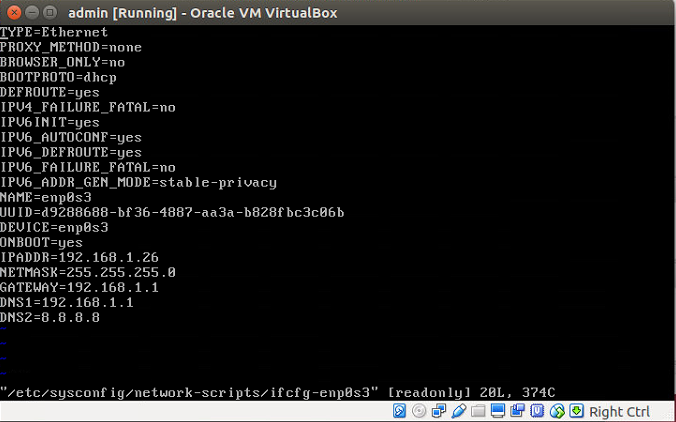 admin [Running] - Oracle VM VirtualBox
TYPE=Ethernet
PROXY_METHOD=none
BROWSER_ONLY=no
BOOTPROTO=dhcp
DEFROUTE=yes
IPV4_FAILURE_FATAL=no
IPV6INIT=yes
IPV6_AUTOCONF=yes
IPV6_DEFROUTE=yes
IPV6_FAILURE_FATAL=no
IPV6_ADDR_GEN_MODE=stable-privacy
NAME=enp0s3
UUID=d9288688-bf36-4887-aa3a-b828fbc3c06b
DEVICE=enp0s3
ONBOOT=yes
IPADDR=192.168.1.26
NETMASK=255.255.255.0
GATEWAY=192.168.1.1
DNS1=192.168.1.1
DNS2=8.8.8.8
~
~
~
~
"/etc/sysconfig/network-scripts/ifcfg-enp0s3" [readonly] 20L, 374C
Right Ctrl